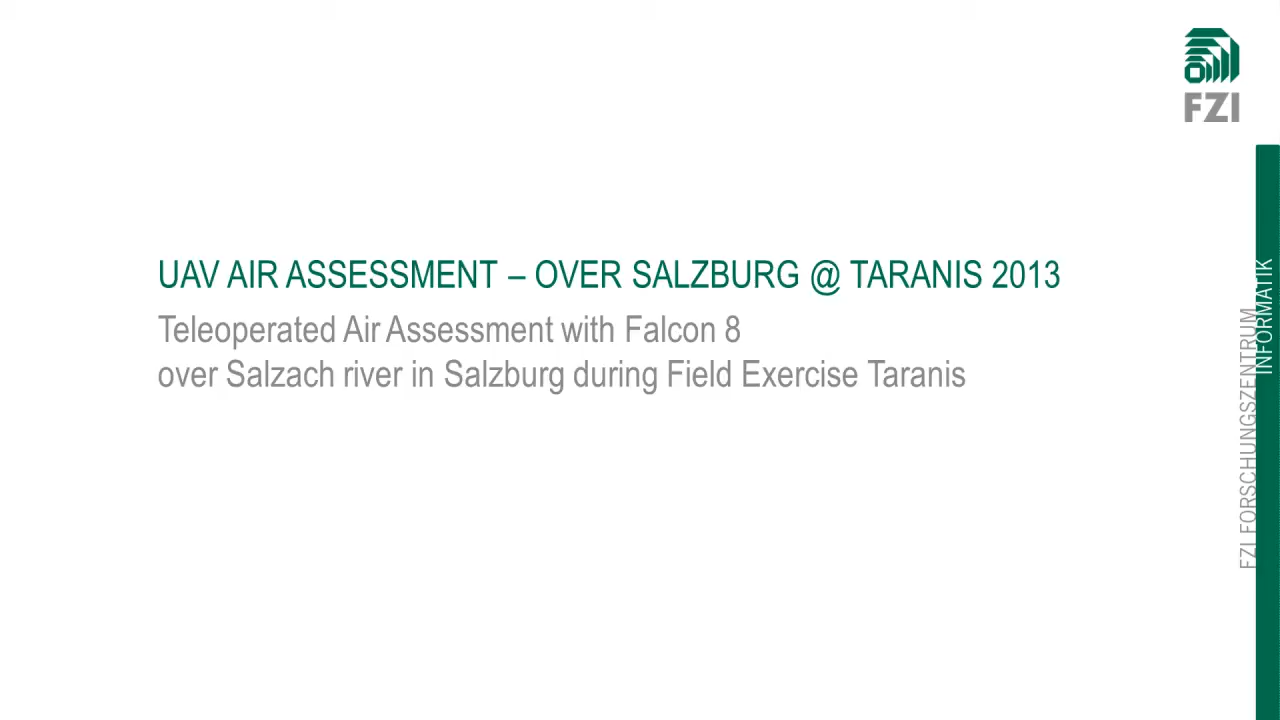 FZI
UAV AIR ASSESSMENT – OVER SALZBURG @ TARANIS 2013
Teleoperated Air Assessment with Falcon 8
over Salzach river in Salzburg during Field Exercise Taranis
FZI FORSCHUNGSZENTRUM
INFORMATIK